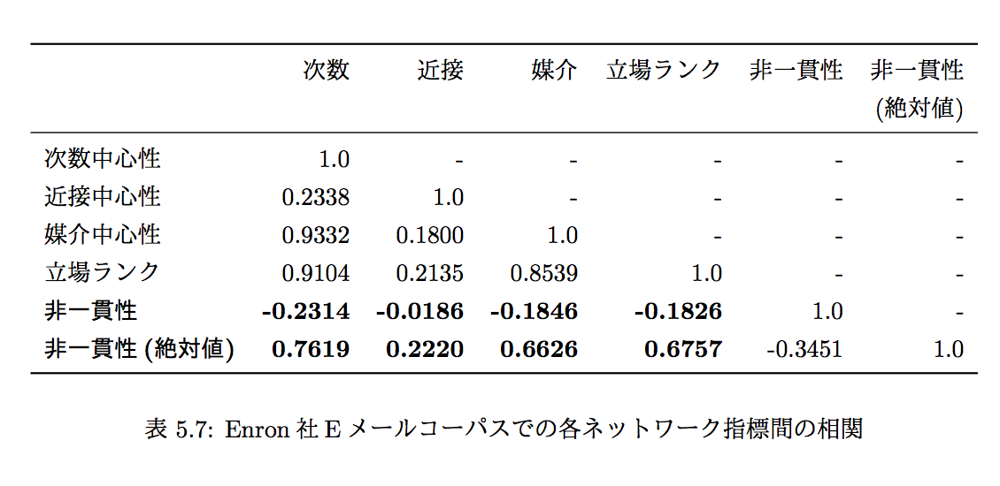 次数 近接 媒介 立場ランク 非一貫性 非一貫性
(絶対値)
次数中心性 1.0 - - - - -
近接中心性 0.2338 1.0 - - - -
媒介中心性 0.9332 0.1800 1.0 - - -
立場ランク 0.9104 0.2135 0.8539 1.0 - -
非一貫性 -0.2314 -0.0186 -0.1846 -0.1826 1.0 -
非一貫性 (絶対値) 0.7619 0.2220 0.6626 0.6757 -0.3451 1.0
表 5.7: Enron 社 E メールコーパスでの各ネットワーク指標間の相関